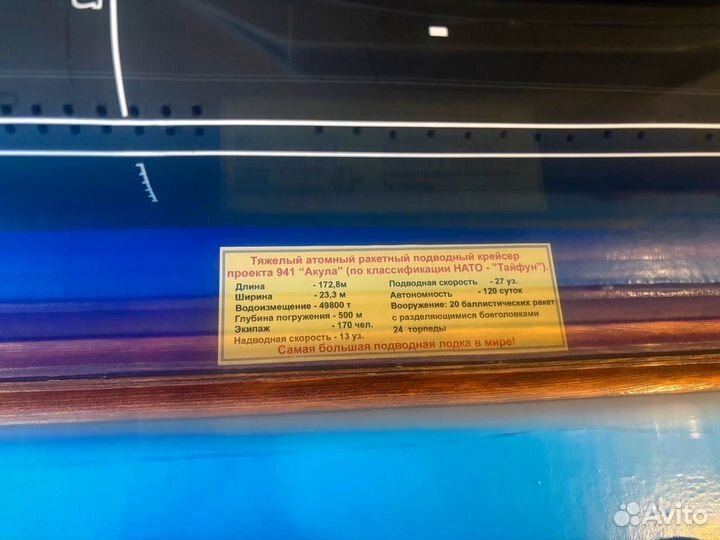 Тяжелый атомный ракетный подводный крейсер
проекта 941 "Акула" (по классификации НАТО - "Тайфун").
Длина - 172,8м
Ширина - 23,3 м
Водоизмещение - 49800 т
Глубина погружения - 500 м
Экипаж - 170 чел.
Надводная скорость - 13 уз.
Подводная скорость - 27 уз.
Автономность - 120 суток
Вооружение: 20 баллистических ракет
с разделяющимися боеголовками
24 торпеды
Самая большая подводная лодка в мире!
Avito